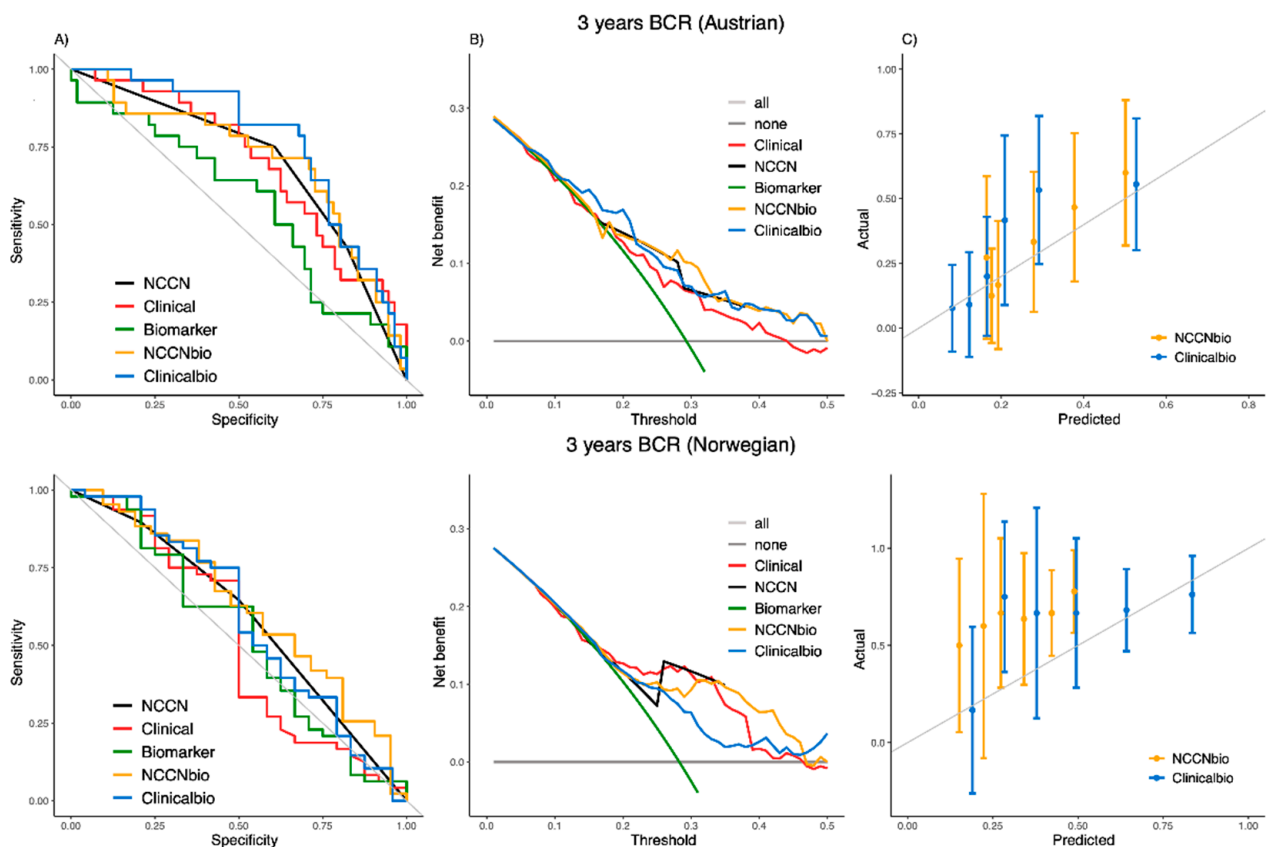 3 years BCR (Austrian)
A)
B)
C)
1.00
0.75
0.50
0.25
0.00
Sensitivity
NCCN
Clinical
Biomarker
NCCNbio
Clinicalbio
0.00
0.25
0.50
0.75
1.00
Specificity
0.3
0.2
0.1
0.0
Net benefit
all
none
Clinical
NCCN
Biomarker
NCCNbio
Clinicalbio
0.0
0.1
0.2
0.3
0.4
0.5
Threshold
1.00
0.75
0.50
0.25
0.00
−0.25
Actual
NCCNbio
Clinicalbio
0.0
0.2
0.4
0.6
0.8
Predicted
3 years BCR (Norwegian)
1.00
0.75
0.50
0.25
0.00
Sensitivity
NCCN
Clinical
Biomarker
NCCNbio
Clinicalbio
0.00
0.25
0.50
0.75
1.00
Specificity
0.3
0.2
0.1
0.0
Net benefit
all
none
Clinical
NCCN
Biomarker
NCCNbio
Clinicalbio
0.0
0.1
0.2
0.3
0.4
0.5
Threshold
1.0
0.5
0.0
Actual
NCCNbio
Clinicalbio
0.00
0.25
0.50
0.75
1.00
Predicted